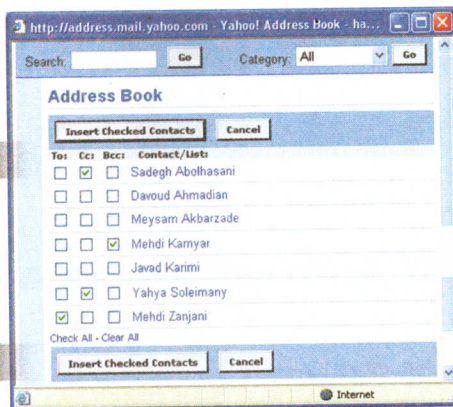 http://address.mail.yahoo.com - Yahoo! Address Book - ha...
Search: Go Category: All Go
Address Book
Insert Checked Contacts Cancel
To: Cc: Bcc: Contact/List:
Sadegh Abolhasani
Davoud Ahmadian
Meysam Akbarzade
Mehdi Kamyar
Javad Karimi
Yahya Soleimany
Mehdi Zanjani
Check All - Clear All
Insert Checked Contacts Cancel
Internet